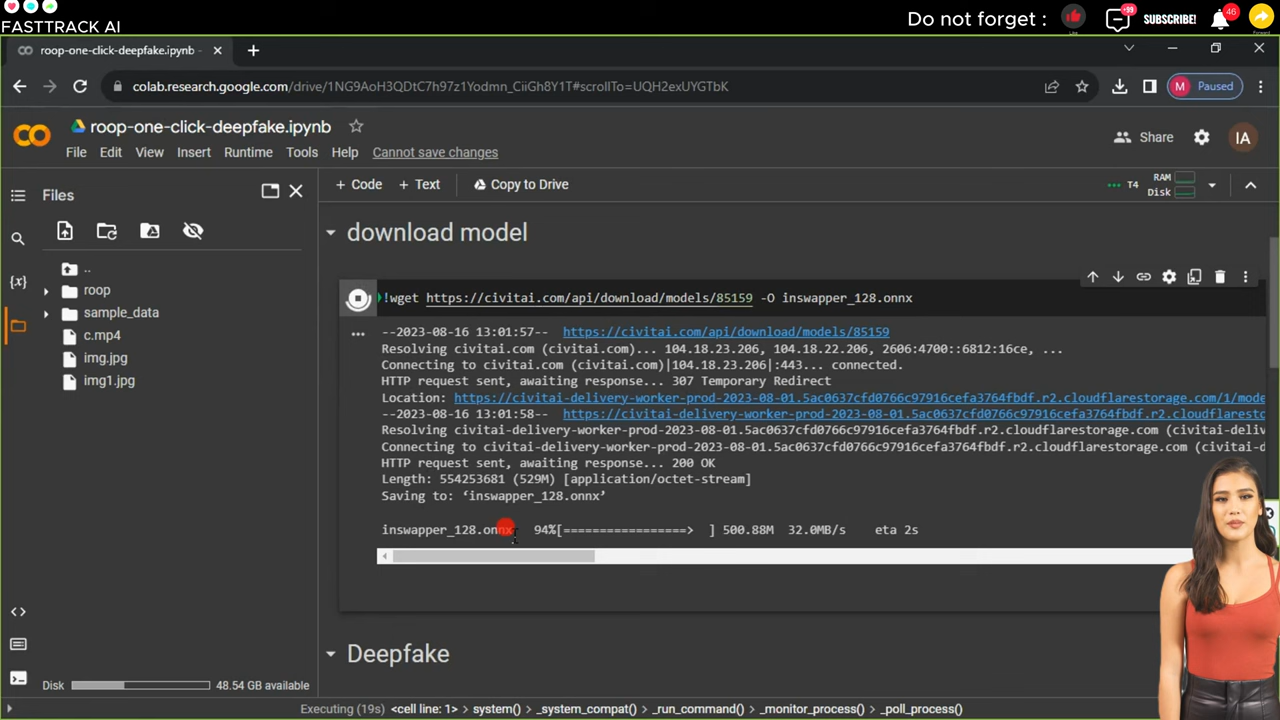 FASTTRACK AI
Do not forget :
Like
+99
SUBSCRIBE!
46
Forward
roop-one-click-deepfake.ipynb -
colab.research.google.com/drive/1NG9AoH3QDtC7h97z1Yodmn_CiiGh8Y1T#scrollTo=UQH2exUYGTbK
M Paused
roop-one-click-deepfake.ipynb
File Edit View Insert Runtime Tools Help Cannot save changes
Share
IA
Files
+ Code + Text Copy to Drive
T4 RAM
Disk
..
roop
sample_data
c.mp4
img.jpg
img1.jpg
{x}
download model
!wget https://civitai.com/api/download/models/85159 -O inswapper_128.onnx
--2023-08-16 13:01:57-- https://civitai.com/api/download/models/85159
Resolving civitai.com (civitai.com)... 104.18.23.206, 104.18.22.206, 2606:4700::6812:16ce, ...
Connecting to civitai.com (civitai.com)|104.18.23.206|:443... connected.
HTTP request sent, awaiting response... 307 Temporary Redirect
Location: https://civitai-delivery-worker-prod-2023-08-01.5ac0637cfd0766c97916cefa3764fbdf.r2.cloudflarestorage.com/1/mode
--2023-08-16 13:01:58-- https://civitai-delivery-worker-prod-2023-08-01.5ac0637cfd0766c97916cefa3764fbdf.r2.cloudflaresto
Resolving civitai-delivery-worker-prod-2023-08-01.5ac0637cfd0766c97916cefa3764fbdf.r2.cloudflarestorage.com (civitai-deliv
Connecting to civitai-delivery-worker-prod-2023-08-01.5ac0637cfd0766c97916cefa3764fbdf.r2.cloudflarestorage.com (civitai-d
HTTP request sent, awaiting response... 200 OK
Length: 554253681 (529M) [application/octet-stream]
Saving to: ‘inswapper_128.onnx’
inswapper_128.onnx 94%[=================> ] 500.88M 32.0MB/s eta 2s
Deepfake
Disk 48.54 GB available
Executing (19s) <cell line: 1> > system() > _system_compat() > _run_command() > _monitor_process() > _poll_process()